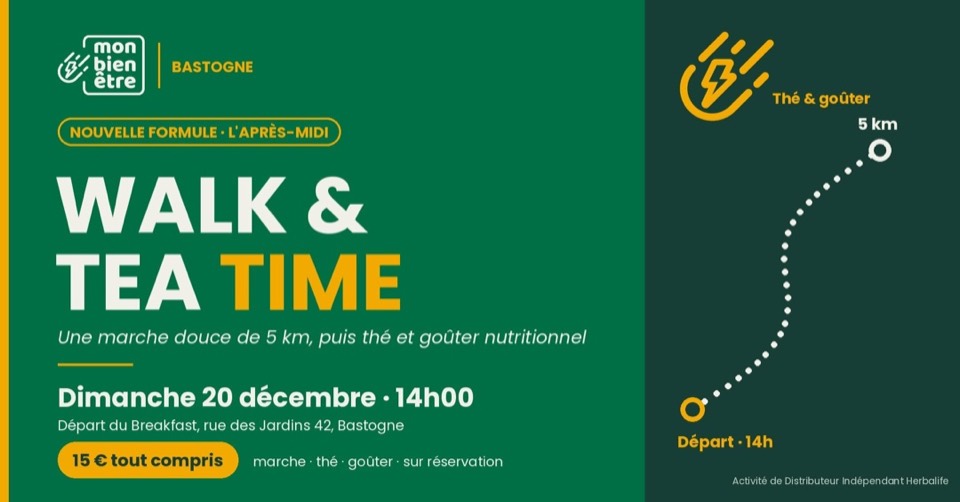 mon
bien
être
BASTOGNE
NOUVELLE FORMULE · L'APRÈS-MIDI
WALK &
TEA TIME
Une marche douce de 5 km, puis thé et goûter nutritionnel
Dimanche 20 décembre · 14h00
Départ du Breakfast, rue des Jardins 42, Bastogne
15 € tout compris
marche · thé · goûter · sur réservation
Thé & goûter
5 km
Départ · 14h
Activité de Distributeur Indépendant Herbalife